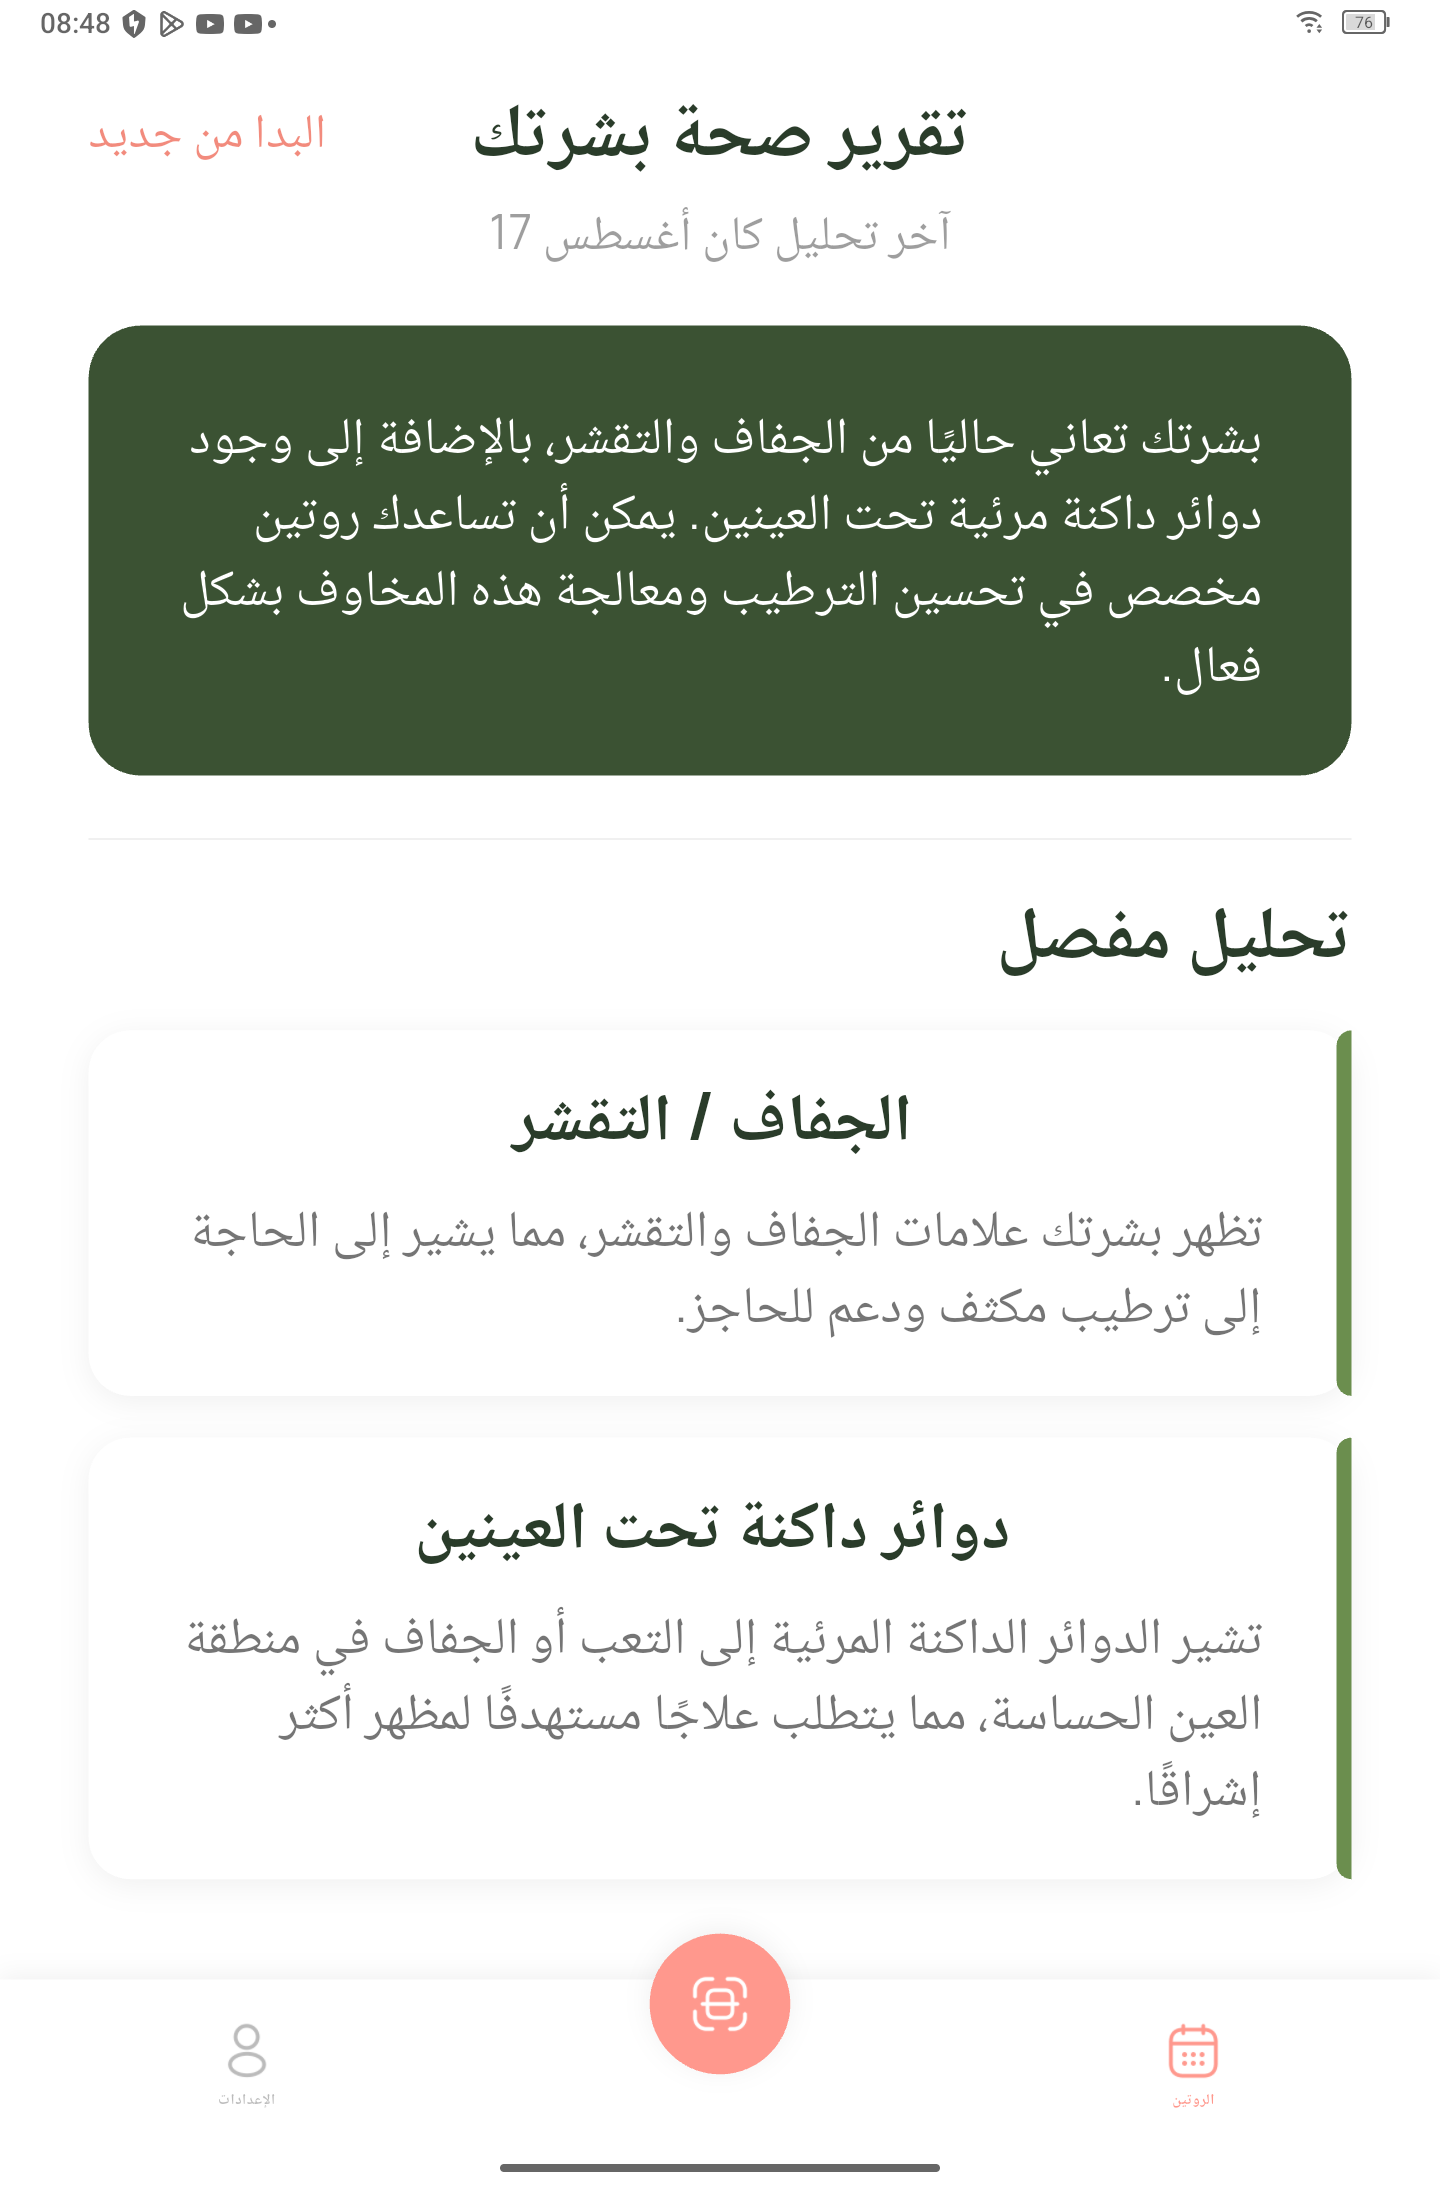 08:48
76
تقرير صحة بشرتك
البدا من جديد
آخر تحليل كان أغسطس 17
بشرتك تعاني حاليًا من الجفاف والتقشر، بالإضافة إلى وجود
دوائر داكنة مرئية تحت العينين. يمكن أن تساعدك روتين
مخصص في تحسين الترطيب ومعالجة هذه المخاوف بشكل
فعال.
تحليل مفصل
الجفاف / التقشر
تظهر بشرتك علامات الجفاف والتقشر، مما يشير إلى الحاجة
إلى ترطيب مكثف ودعم للحاجز.
دوائر داكنة تحت العينين
تشير الدوائر الداكنة المرئية إلى التعب أو الجفاف في منطقة
العين الحساسة، مما يتطلب علاجًا مستهدفًا لمظهر أكثر
إشراقًا.
الروتين
الإعدادات